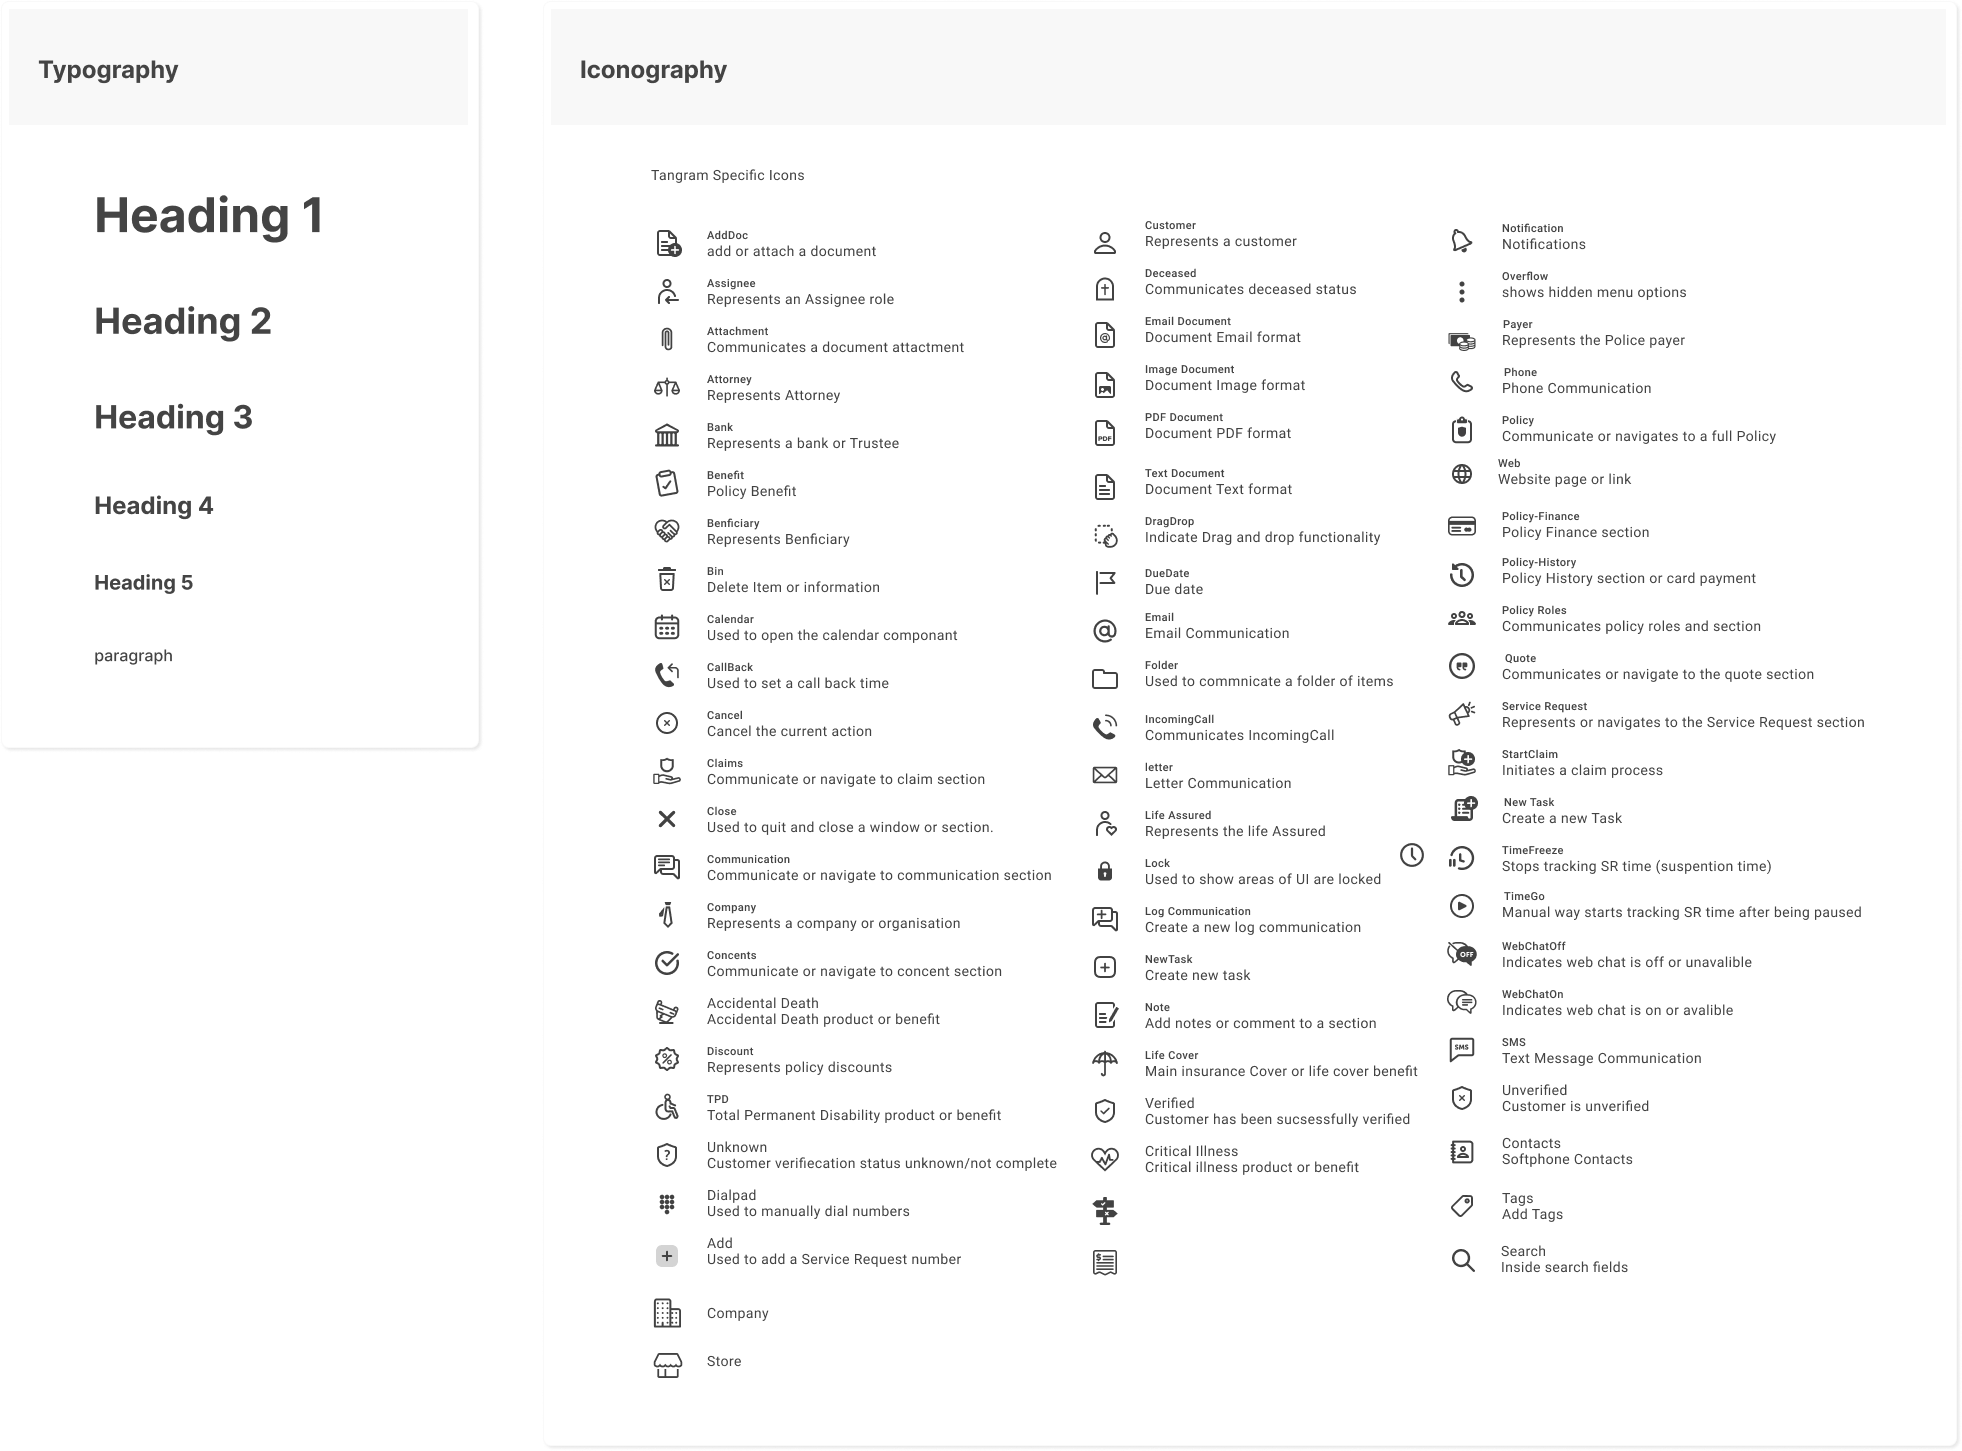 Typography
Heading 1
Heading 2
Heading 3
Heading 4
Heading 5
paragraph
Iconography
Tangram Specific Icons
AddDoc
add or attach a document
Assignee
Represents an Assignee role
Attachment
Communicates a document attactment
Attorney
Represents Attorney
Bank
Represents a bank or Trustee
Benefit
Policy Benefit
Benficiary
Represents Benficiary
Bin
Delete Item or information
Calendar
Used to open the calendar componant
CallBack
Used to set a call back time
Cancel
Cancel the current action
Claims
Communicate or navigate to claim section
Close
Used to quit and close a window or section.
Communication
Communicate or navigate to communication section
Company
Represents a company or organisation
Concents
Communicate or navigate to concent section
Accidental Death
Accidental Death product or benefit
Discount
Represents policy discounts
TPD
Total Permanent Disability product or benefit
Unknown
Customer verifiecation status unknown/not complete
Dialpad
Used to manually dial numbers
Add
Used to add a Service Request number
Company
Store
Customer
Represents a customer
Deceased
Communicates deceased status
Email Document
Document Email format
Image Document
Document Image format
PDF
PDF Document
Document PDF format
Text Document
Document Text format
DragDrop
Indicate Drag and drop functionality
DueDate
Due date
Email
Email Communication
Folder
Used to commnicate a folder of items
IncomingCall
Communicates IncomingCall
letter
Letter Communication
Life Assured
Represents the life Assured
Lock
Used to show areas of UI are locked
Log Communication
Create a new log communication
NewTask
Create new task
Note
Add notes or comment to a section
Life Cover
Main insurance Cover or life cover benefit
Verified
Customer has been sucsessfully verified
Critical Illness
Critical illness product or benefit
Notification
Notifications
Overflow
shows hidden menu options
Payer
Represents the Police payer
Phone
Phone Communication
Policy
Communicate or navigates to a full Policy
Web
Website page or link
Policy-Finance
Policy Finance section
Policy-History
Policy History section or card payment
Policy Roles
Communicates policy roles and section
Quote
Communicates or navigate to the quote section
Service Request
Represents or navigates to the Service Request section
StartClaim
Initiates a claim process
New Task
Create a new Task
TimeFreeze
Stops tracking SR time (suspention time)
TimeGo
Manual way starts tracking SR time after being paused
OFF
WebChatOff
Indicates web chat is off or unavalible
WebChatOn
Indicates web chat is on or avalible
SMS
SMS
Text Message Communication
Unverified
Customer is unverified
Contacts
Softphone Contacts
Tags
Add Tags
Search
Inside search fields